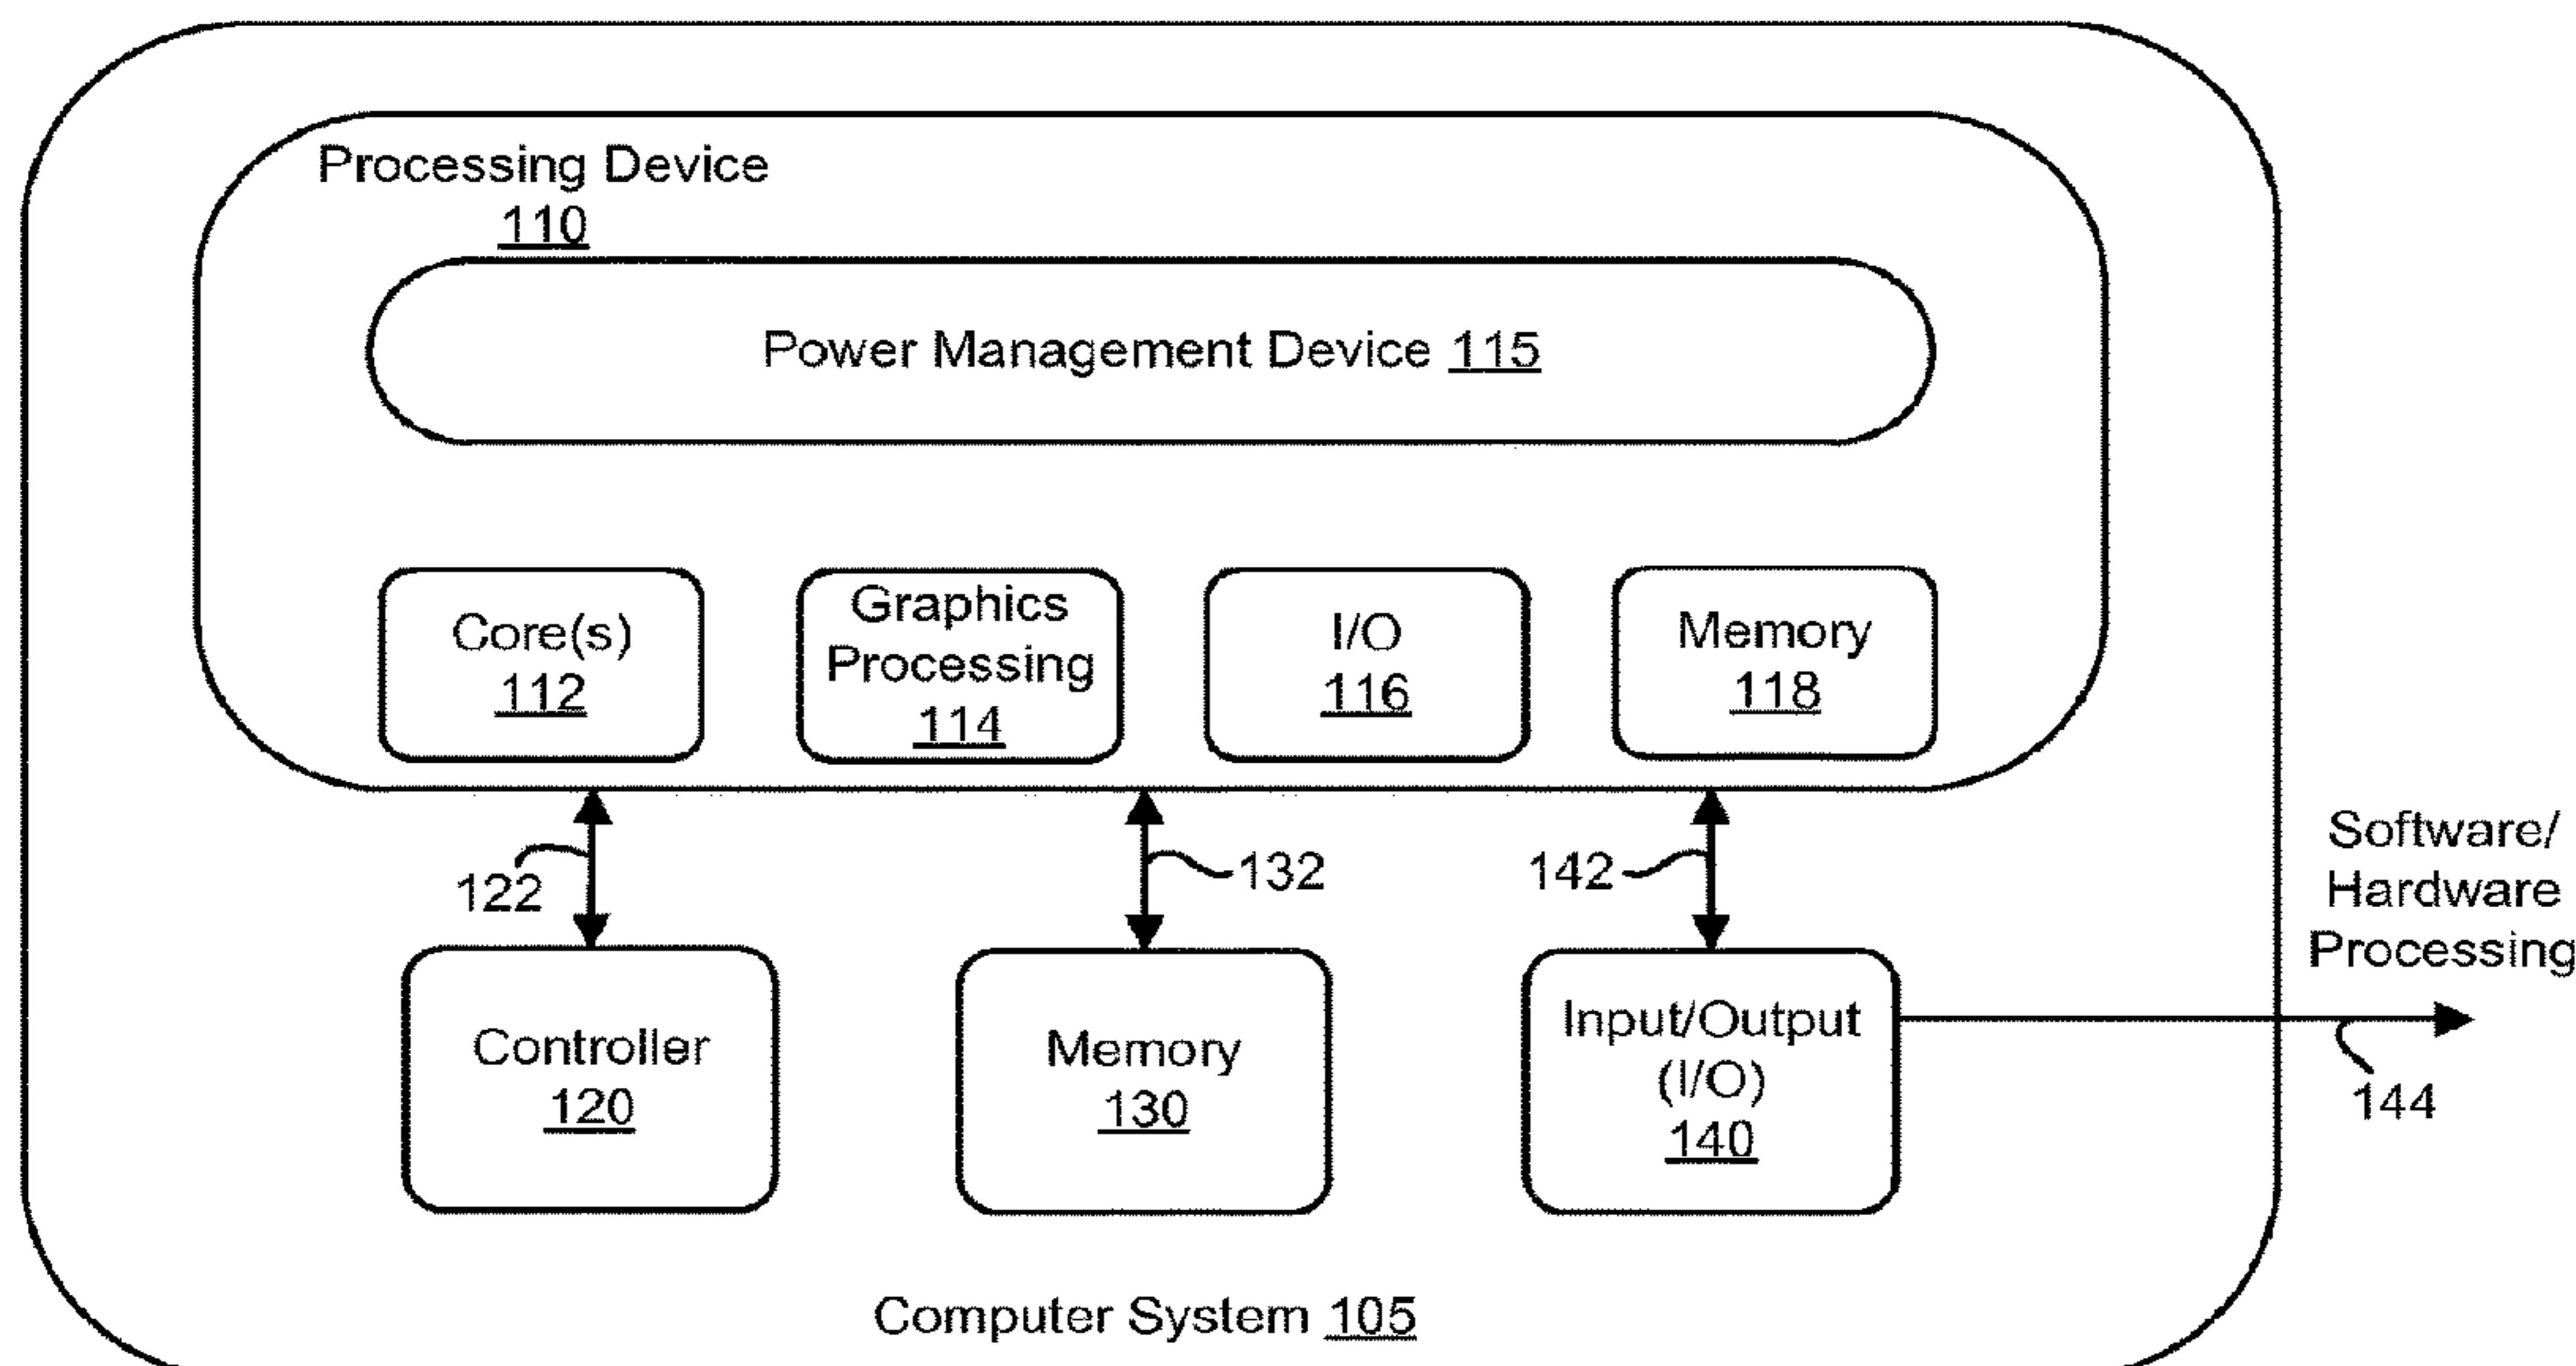 Processing Device
110
Power Management Device 115
Core(s)
112
Graphics
Processing
114
I/O
116
Memory
118
122
132
142
Software/
Hardware
Processing
144
Controller
120
Memory
130
Input/Output
(I/O)
140
Computer System 105